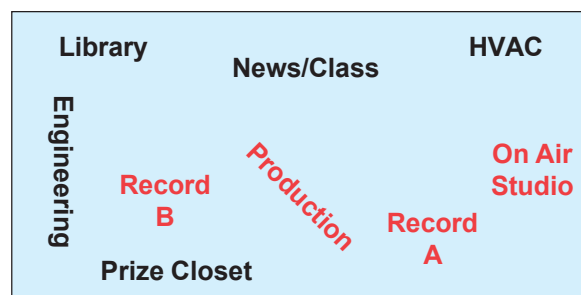 Library
HVAC
News/Class
Engineering
On Air
Studio
Production
Record
B
Record
A
Prize Closet